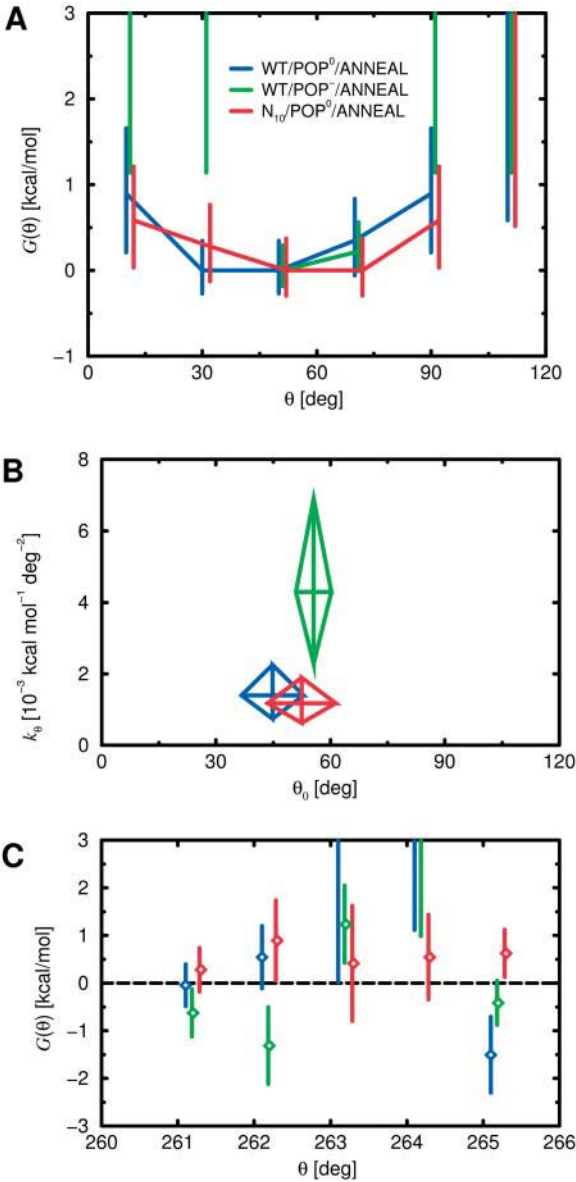 A
3
2
1
0
−1
G(θ) [kcal/mol]
WT/POP⁰/ANNEAL
WT/POP⁻/ANNEAL
N₁₀/POP⁰/ANNEAL
0 30 60 90 120
θ [deg]
B
8
6
4
2
0
k_θ [10⁻³ kcal mol⁻¹ deg⁻²]
0 30 60 90 120
θ₀ [deg]
C
3
2
1
0
−1
−2
−3
G(θ) [kcal/mol]
260 261 262 263 264 265 266
θ [deg]